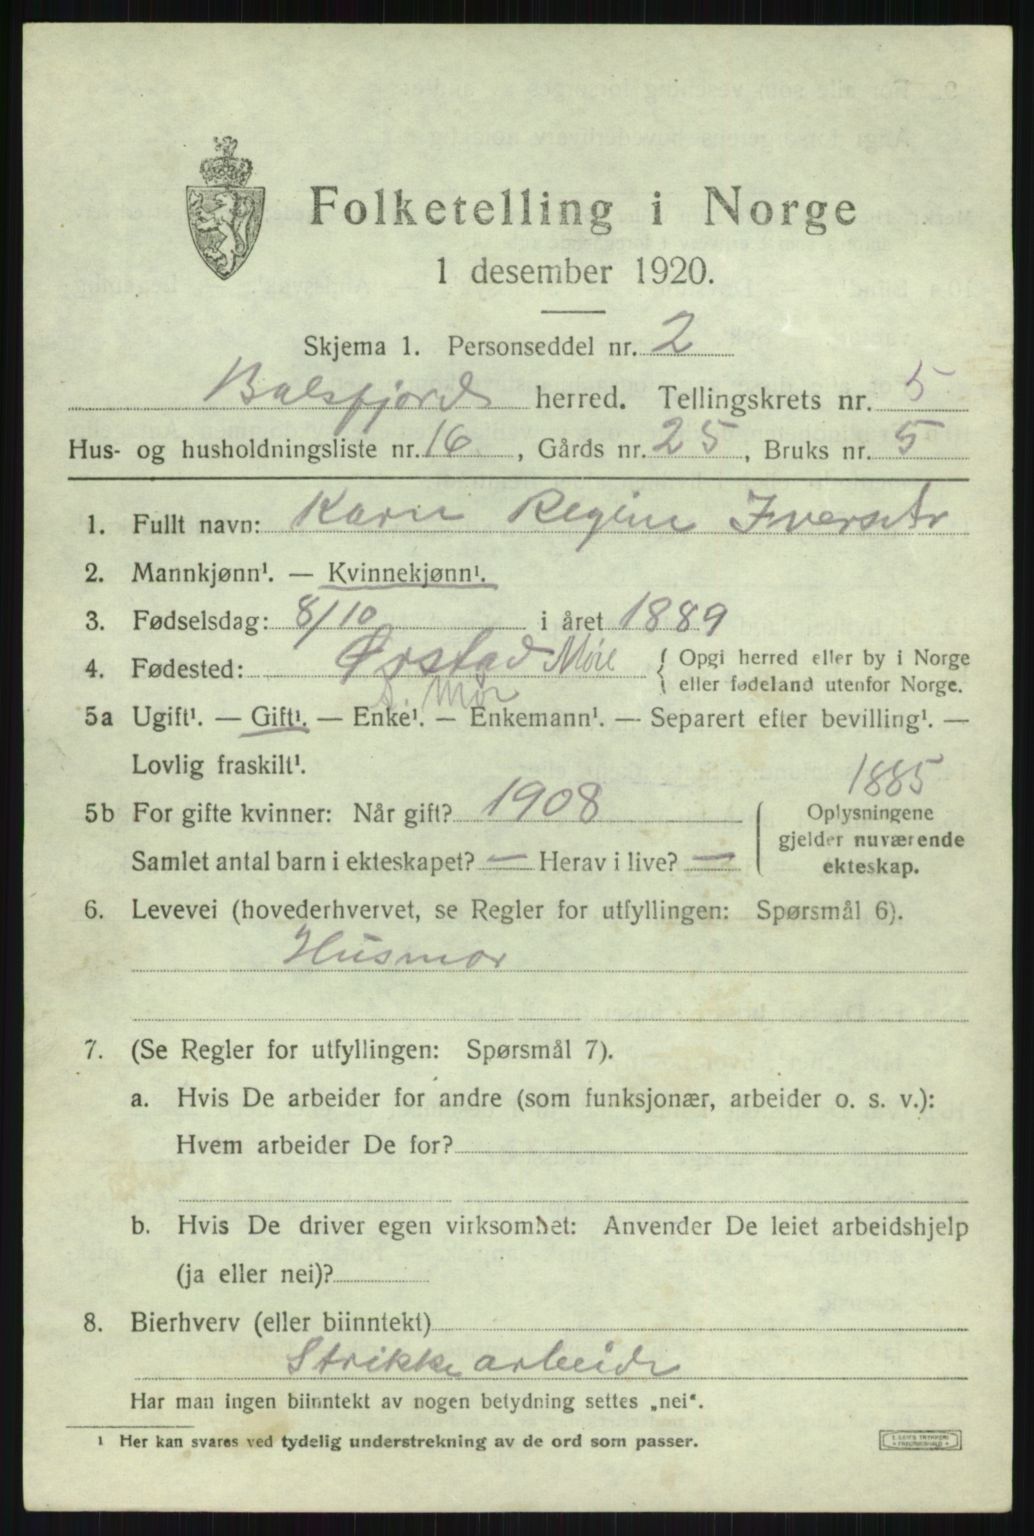 Folketelling i Norge
1 desember 1920.
Skjema 1. Personseddel nr. 2
Balsfjord herred. Tellingskrets nr. 5
Hus- og husholdningsliste nr. 16, Gårds nr. 25, Bruks nr. 5
1. Fullt navn: Karn Regine
2. Mannkjønn¹. — Kvinnekjønn¹.
3. Fødselsdag: 8/10 i året 1889
4. Fødested: Ørstad Møre { Opgi herred eller by i Norge
eller fødeland utenfor Norge.
S. Mør
5a Ugift¹. — Gift¹. — Enke¹. — Enkemann¹. — Separert efter bevilling¹. —
Lovlig fraskilt¹.
1885
5b For gifte kvinner: Når gift? 1908 { Oplysningene
gjelder nuværende
Samlet antal barn i ekteskapet? — Herav i live? — ekteskap.
6. Levevei (hovederhvervet, se Regler for utfyllingen: Spørsmål 6).
Husmor
7. (Se Regler for utfyllingen: Spørsmål 7).
a. Hvis De arbeider for andre (som funksjonær, arbeider o. s. v.):
Hvem arbeider De for?
b. Hvis De driver egen virksomhet: Anvender De leiet arbeidshjelp
(ja eller nei)?
8. Bierhverv (eller biinntekt)
Strikkearbeide
Har man ingen biinntekt av nogen betydning settes „nei“.
¹ Her kan svares ved tydelig understrekning av de ord som passer.